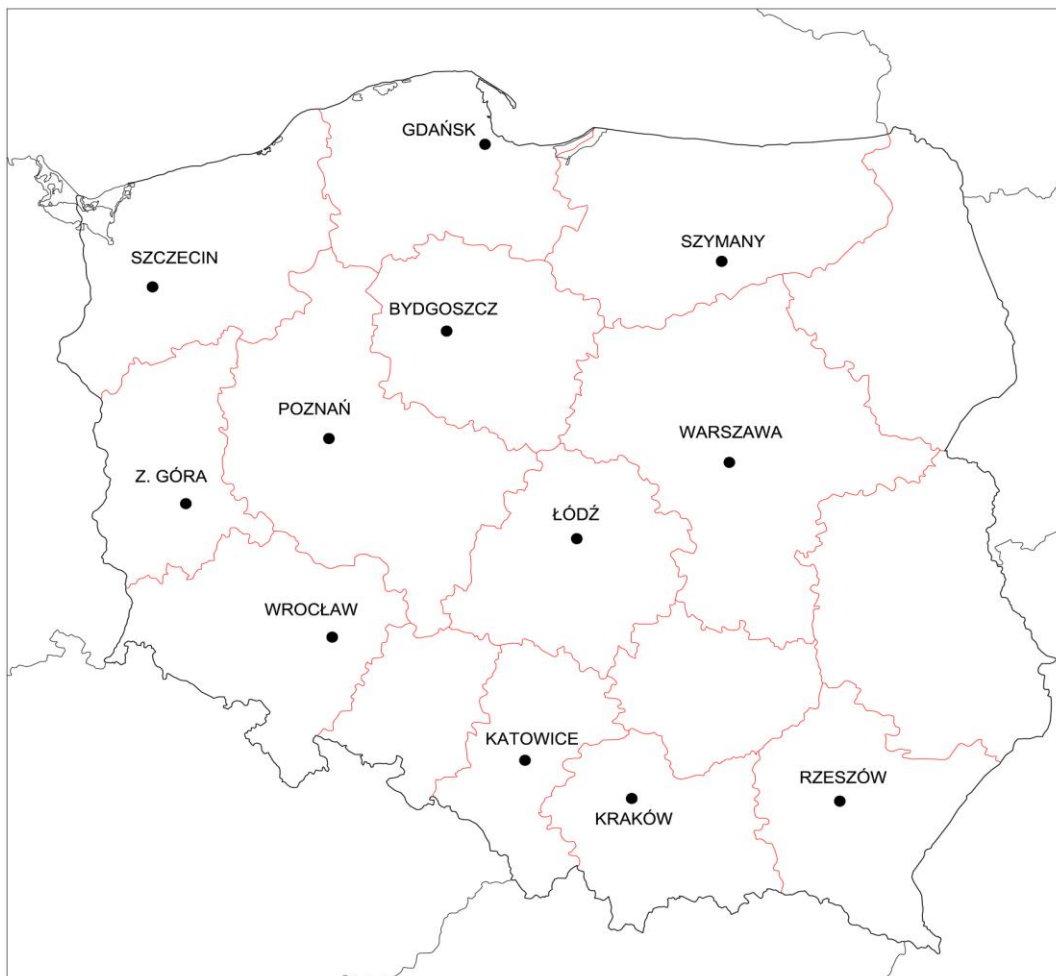 GDAŃSK
SZYMANY
SZCZECIN
BYDGOSZCZ
POZNAŃ
WARSZAWA
Z. GÓRA
ŁÓDŹ
WROCŁAW
KATOWICE
RZESZÓW
KRAKÓW